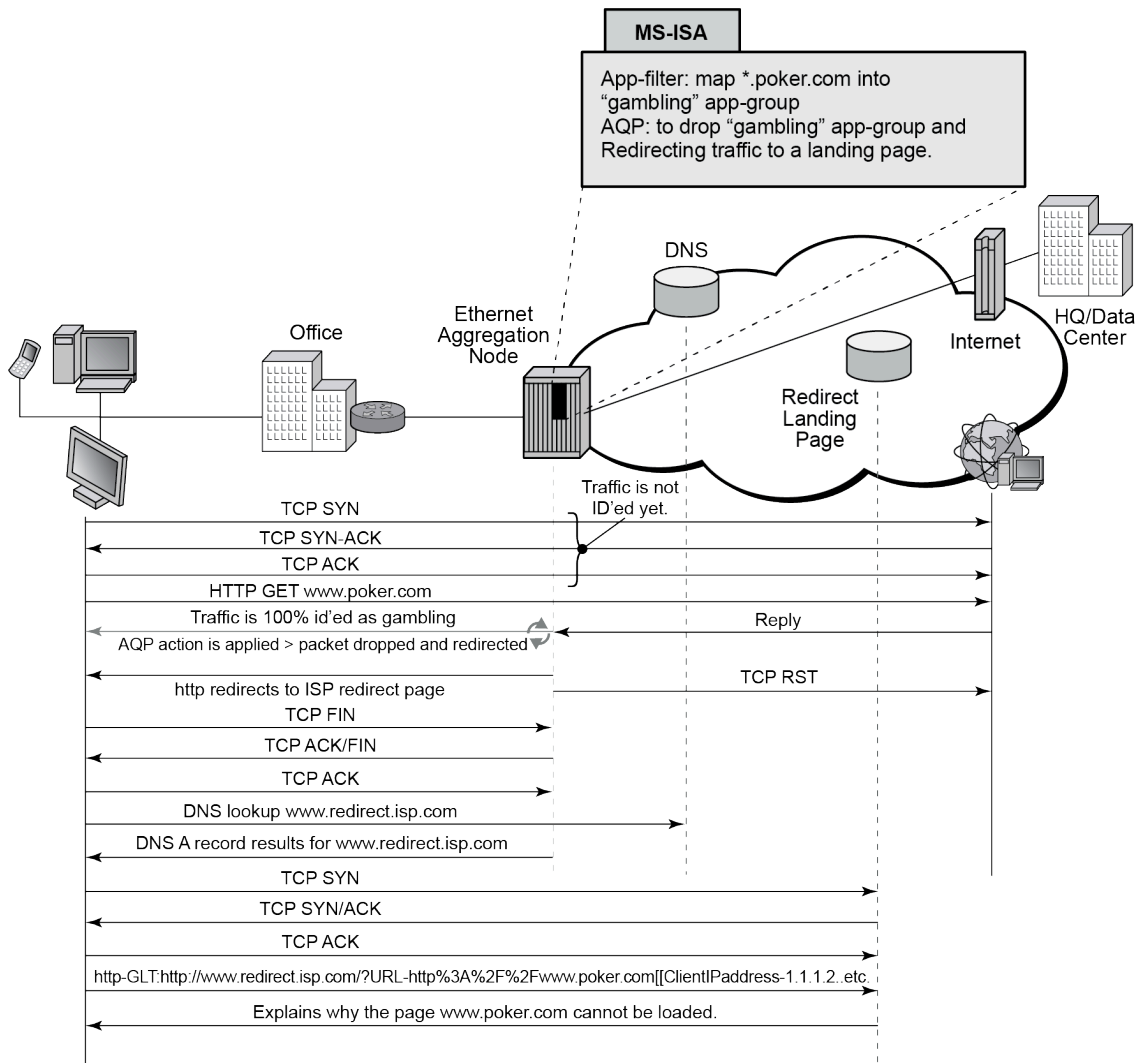 MS-ISA
App-filter: map *.poker.com into
“gambling” app-group
AQP: to drop “gambling” app-group and
Redirecting traffic to a landing page.
DNS
Ethernet
Aggregation
Node
Office
Internet
HQ/Data
Center
Redirect
Landing
Page
Traffic is not
ID’ed yet.
TCP SYN
TCP SYN-ACK
TCP ACK
HTTP GET www.poker.com
Traffic is 100% id’ed as gambling
Reply
AQP action is applied > packet dropped and redirected
http redirects to ISP redirect page
TCP RST
TCP FIN
TCP ACK/FIN
TCP ACK
DNS lookup www.redirect.isp.com
DNS A record results for www.redirect.isp.com
TCP SYN
TCP SYN/ACK
TCP ACK
http-GLT:http://www.redirect.isp.com/?URL-http%3A%2F%2Fwww.poker.com[[ClientIPaddress-1.1.1.2..etc.
Explains why the page www.poker.com cannot be loaded.